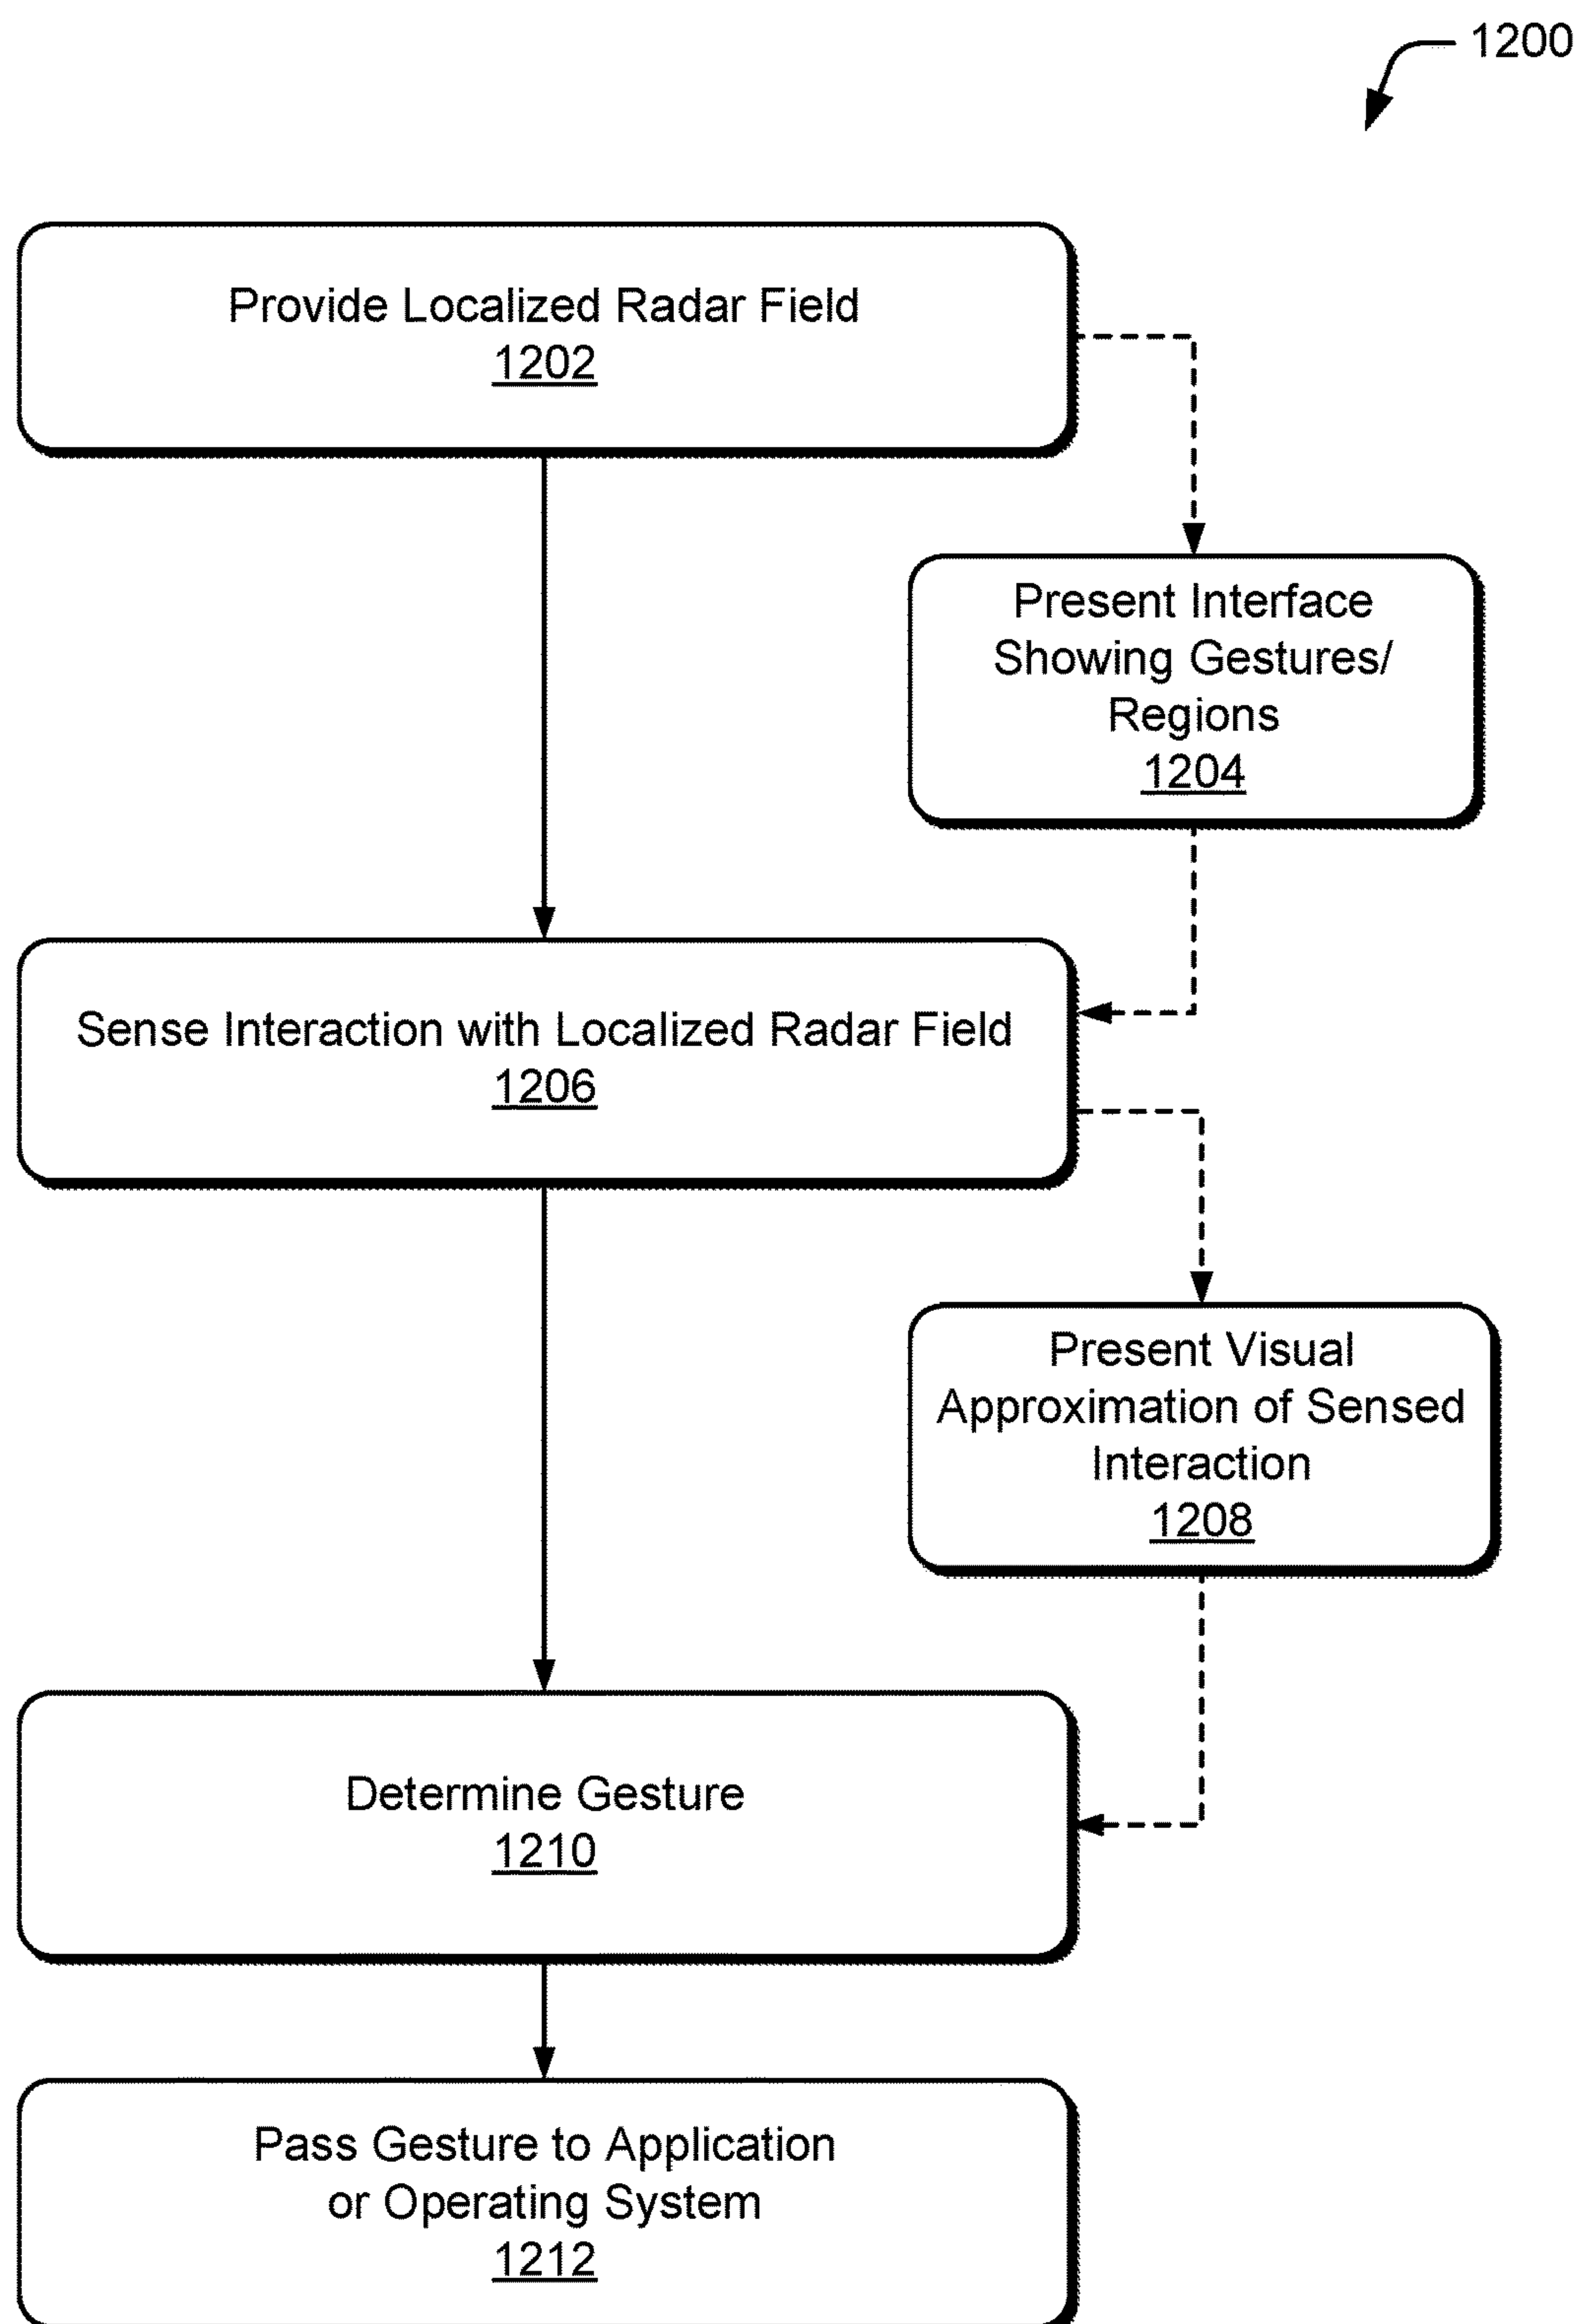 1200
Provide Localized Radar Field
1202
Present Interface
Showing Gestures/
Regions
1204
Sense Interaction with Localized Radar Field
1206
Present Visual
Approximation of Sensed
Interaction
1208
Determine Gesture
1210
Pass Gesture to Application
or Operating System
1212